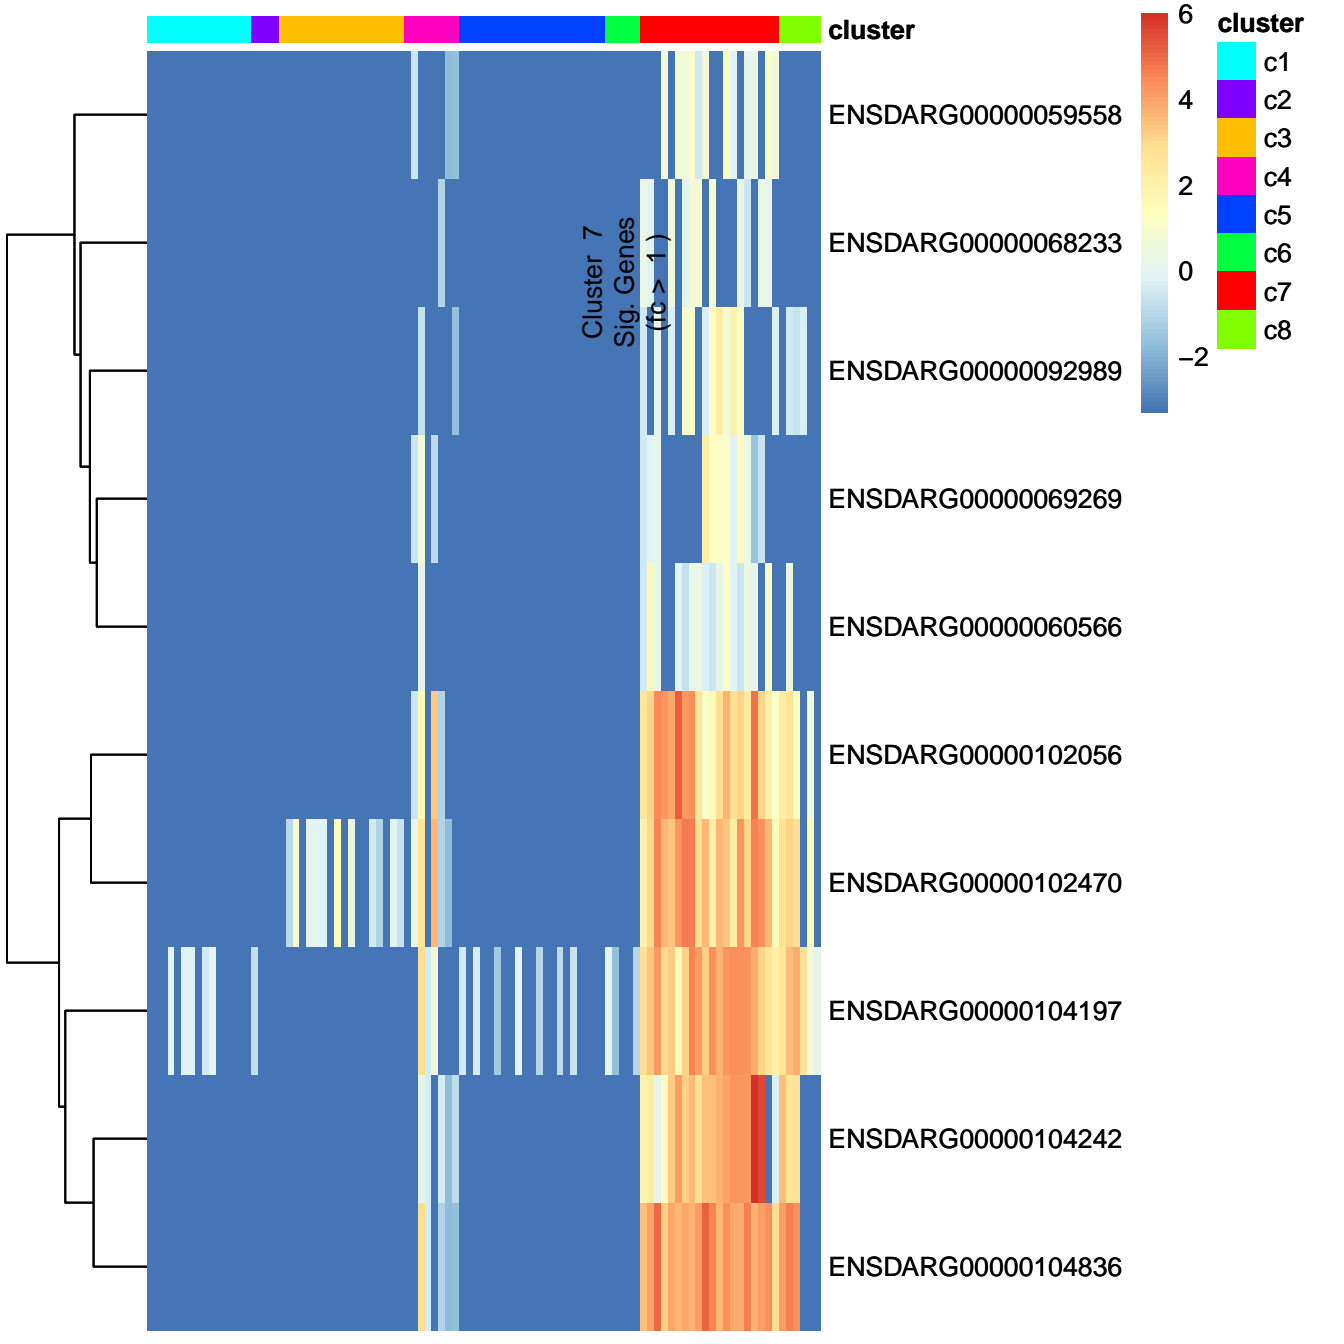 cluster
ENSDARG00000059558
ENSDARG00000068233
ENSDARG00000092989
ENSDARG00000069269
ENSDARG00000060566
ENSDARG00000102056
ENSDARG00000102470
ENSDARG00000104197
ENSDARG00000104242
ENSDARG00000104836
Cluster 7
Sig. Genes
(fc > 1)
6
4
2
0
−2
cluster
c1
c2
c3
c4
c5
c6
c7
c8